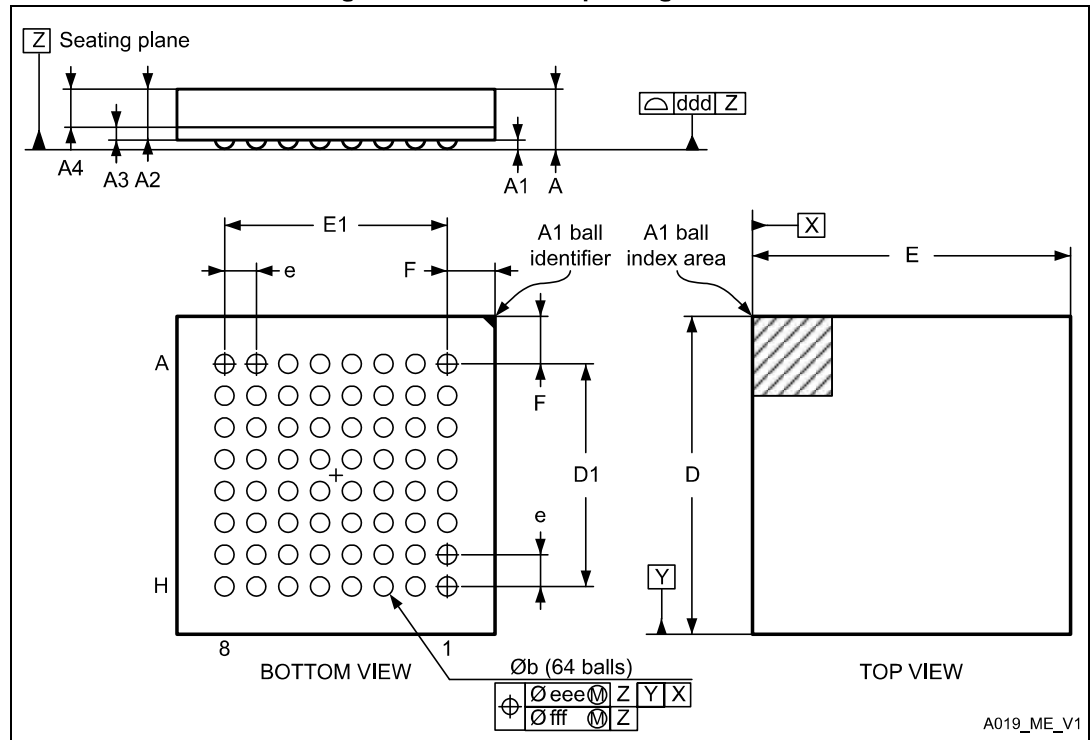 Z Seating plane
ddd Z
A4
A3 A2
A1
A
E1
A1 ball identifier
A1 ball index area
X
e
F
E
A
F
D1
D
e
Y
H
8
1
BOTTOM VIEW
Øb (64 balls)
TOP VIEW
Ø eee Ⓜ Z Y X
Ø fff Ⓜ Z
A019_ME_V1